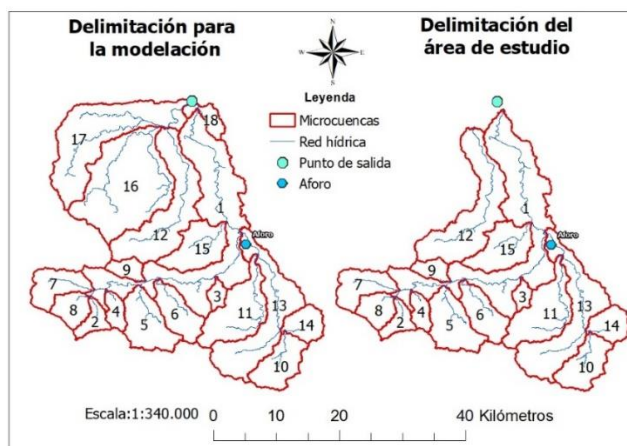 Delimitación para
la modelación
Delimitación del
área de estudio
N
W
E
S
Leyenda
Microcuencas
Red hídrica
Punto de salida
Aforo
17
18
16
1
12
15
Aforo
9
7
8
2
4
5
6
3
11
13
14
10
1
12
15
Aforo
9
7
8
2
4
5
6
3
11
13
14
10
Escala:1:340.000
0 10 20 40 Kilómetros